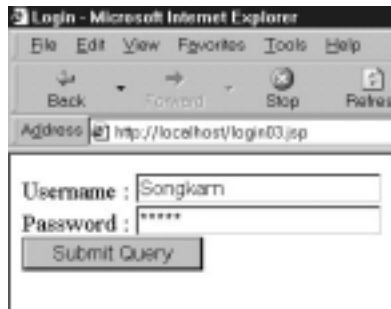 Login - Microsoft Internet Explorer
File Edit View Favorites Tools Help
Back Forward Stop Refres
Address http://localhost/login03.jsp
Username : Songkarn
Password : *****
Submit Query